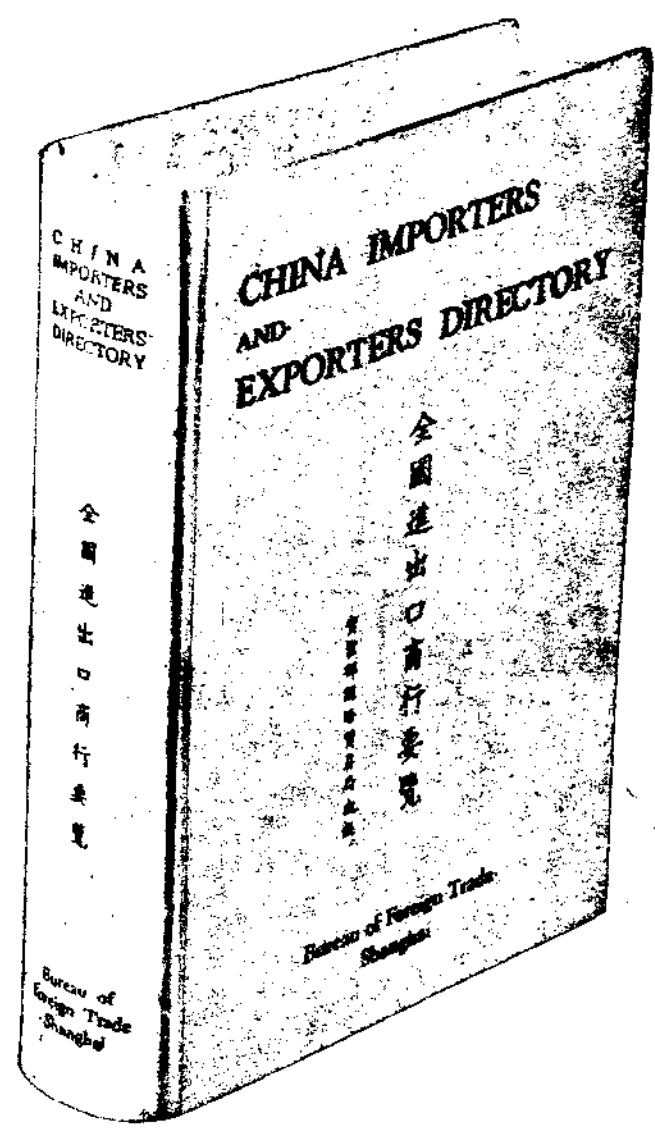 CHINA
IMPORTERS
AND
EXPORTERS
DIRECTORY
全國進出口商行要覽
Bureau of
Foreign Trade
Shanghai
CHINA IMPORTERS
AND
EXPORTERS DIRECTORY
全國進出口商行要覽
Bureau of Foreign Trade
Shanghai